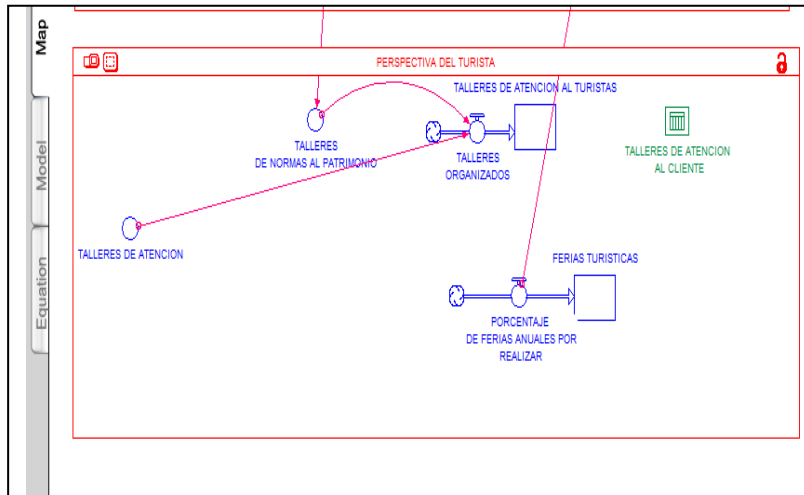 Map
Model
Equation
PERSPECTIVA DEL TURISTA
TALLERES DE ATENCION AL TURISTAS
TALLERES
DE NORMAS AL PATRIMONIO
TALLERES
ORGANIZADOS
TALLERES DE ATENCION
AL CLIENTE
TALLERES DE ATENCION
FERIAS TURISTICAS
PORCENTAJE
DE FERIAS ANUALES POR
REALIZAR